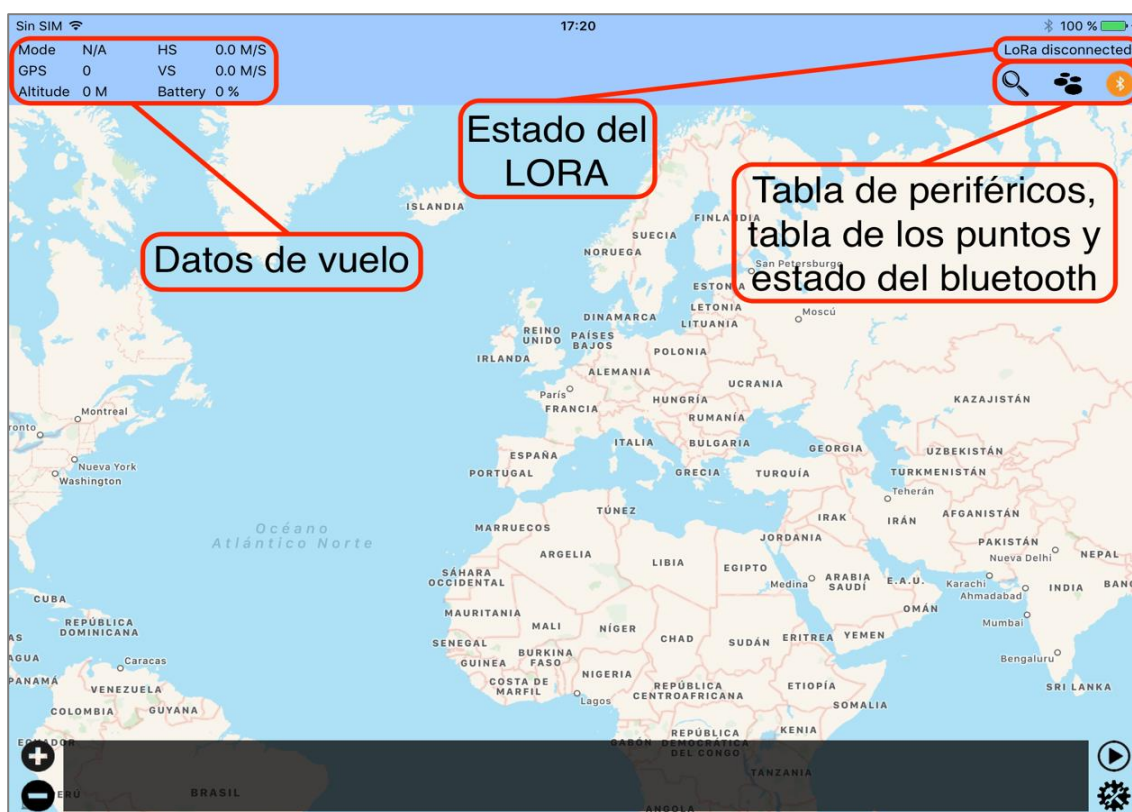 Sin SIM 17:20 100 %
Mode N/A HS 0.0 M/S
GPS 0 VS 0.0 M/S
Altitude 0 M Battery 0 %
LoRa disconnected
Estado del
LORA
Tabla de periféricos,
tabla de los puntos y
estado del bluetooth
Datos de vuelo
ISLANDIA
SUECIA
NORUEGA
San Petersburgo
LETONIA
LITUANIA
Moscú
DINAMARCA
REINO
UNIDO
PAÍSES
BAJOS
IRLANDA
POLONIA
ALEMANIA
UCRANIA
París
FRANCIA
HUNGRÍA
RUMANÍA
KAZAJISTÁN
Montreal
ITALIA
BULGARIA
GEORGIA
UZBEKISTÁN
ESPAÑA
PORTUGAL
GRECIA
TURQUÍA
TURKMENISTÁN
Nueva York
Washington
Teherán
TÚNEZ
IRAK
IRÁN
AFGANISTÁN
Océano
Atlántico Norte
MARRUECOS
JORDANIA
PAKISTÁN
Nueva Delhi
NEPAL
ARGELIA
LIBIA
EGIPTO
SÁHARA
OCCIDENTAL
Medina
ARABIA
SAUDÍ
E.A.U.
Karachi
Ahmadabad
INDIA
CUBA
OMÁN
MAURITANIA
REPÚBLICA
DOMINICANA
MALI
NÍGER
CHAD
SUDÁN
ERITREA
YEMEN
Mumbai
SENEGAL
BURKINA
FASO
GUINEA
Bengaluru
Caracas
NIGERIA
PANAMÁ
VENEZUELA
COSTA DE
MARFIL
Lagos
REPÚBLICA
CENTROAFRICANA
ETIOPÍA
SRI LANKA
COLOMBIA
GUYANA
SOMALIA
KENIA
REPÚBLICA
DEMOCRÁTICA
DEL CONGO
GABÓN
TANZANIA
BRASIL
ANGOLA